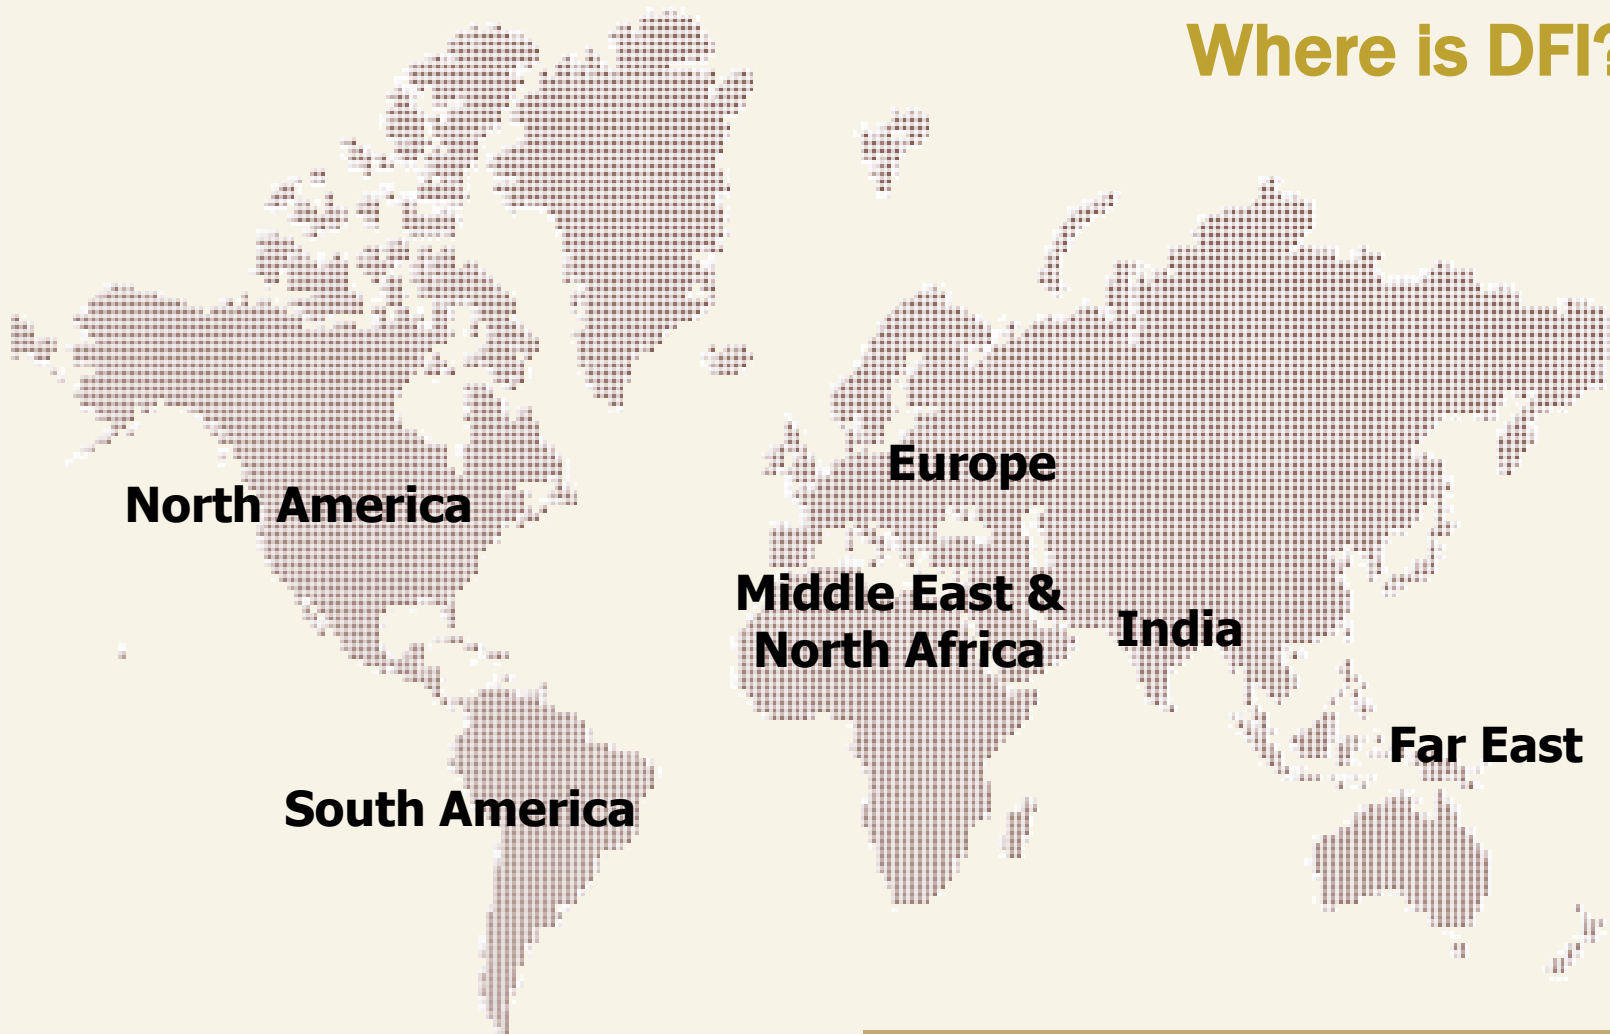 Where is DFI?
Europe
North America
Middle East &
North Africa
India
Far East
South America